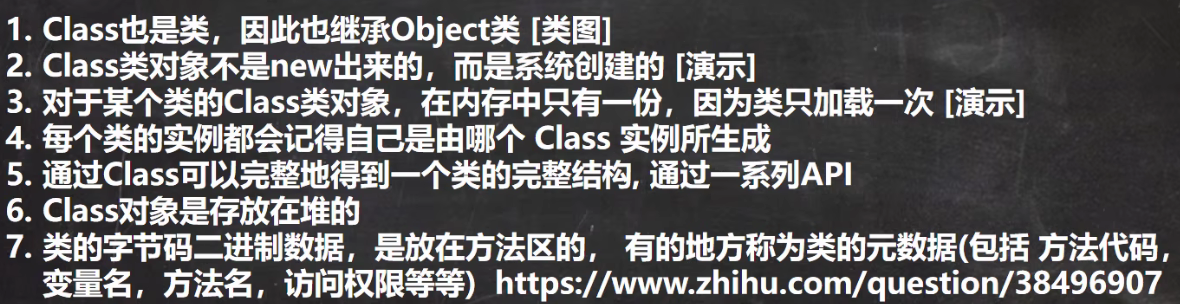 1. Class也是类，因此也继承Object类 [类图]
2. Class类对象不是new出来的，而是系统创建的 [演示]
3. 对于某个类的Class类对象，在内存中只有一份，因为类只加载一次 [演示]
4. 每个类的实例都会记得自己是由哪个 Class 实例所生成
5. 通过Class可以完整地得到一个类的完整结构, 通过一系列API
6. Class对象是存放在堆的
7. 类的字节码二进制数据，是放在方法区的， 有的地方称为类的元数据(包括 方法代码，
变量名，方法名，访问权限等等) https://www.zhihu.com/question/38496907